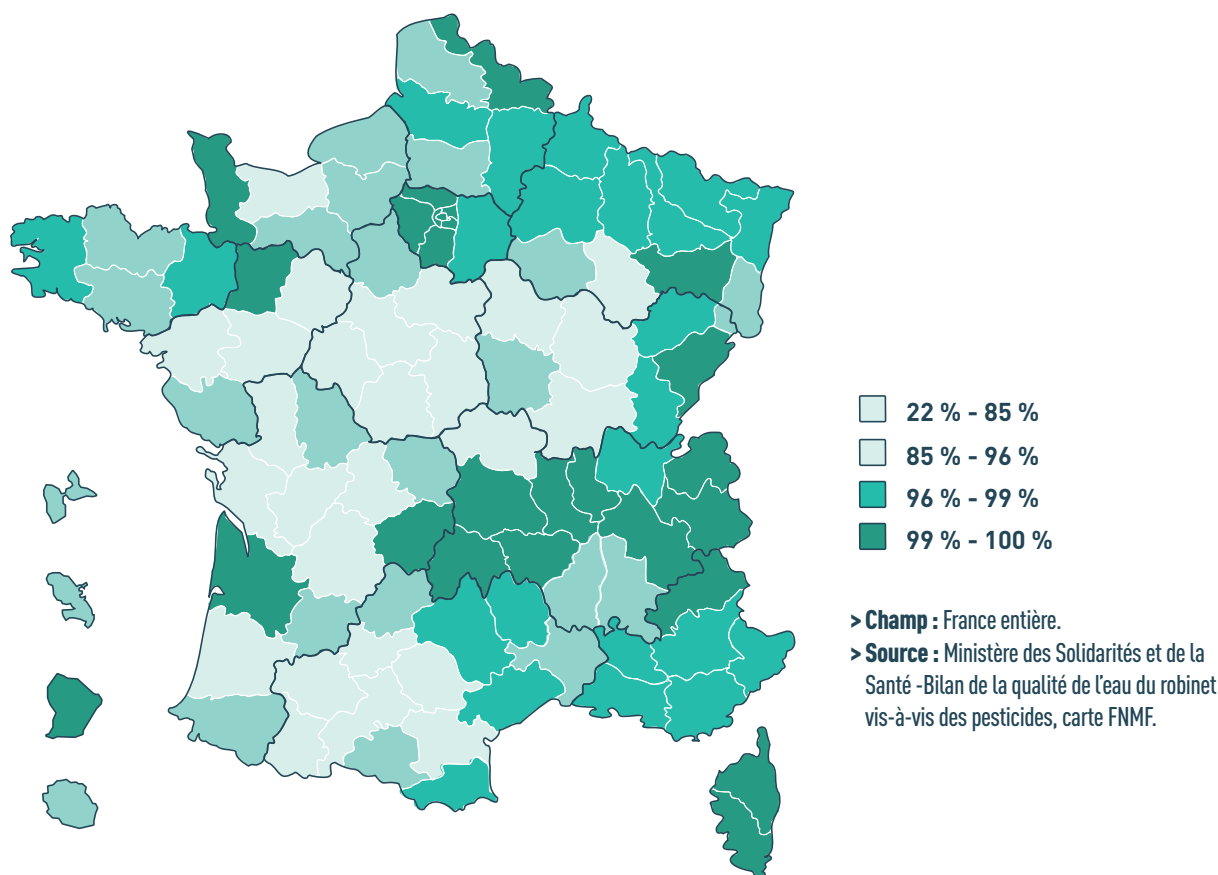 22 % - 85 %
85 % - 96 %
96 % - 99 %
99 % - 100 %
> Champ : France entière.
> Source : Ministère des Solidarités et de la
Santé -Bilan de la qualité de l'eau du robinet
vis-à-vis des pesticides, carte FNMF.